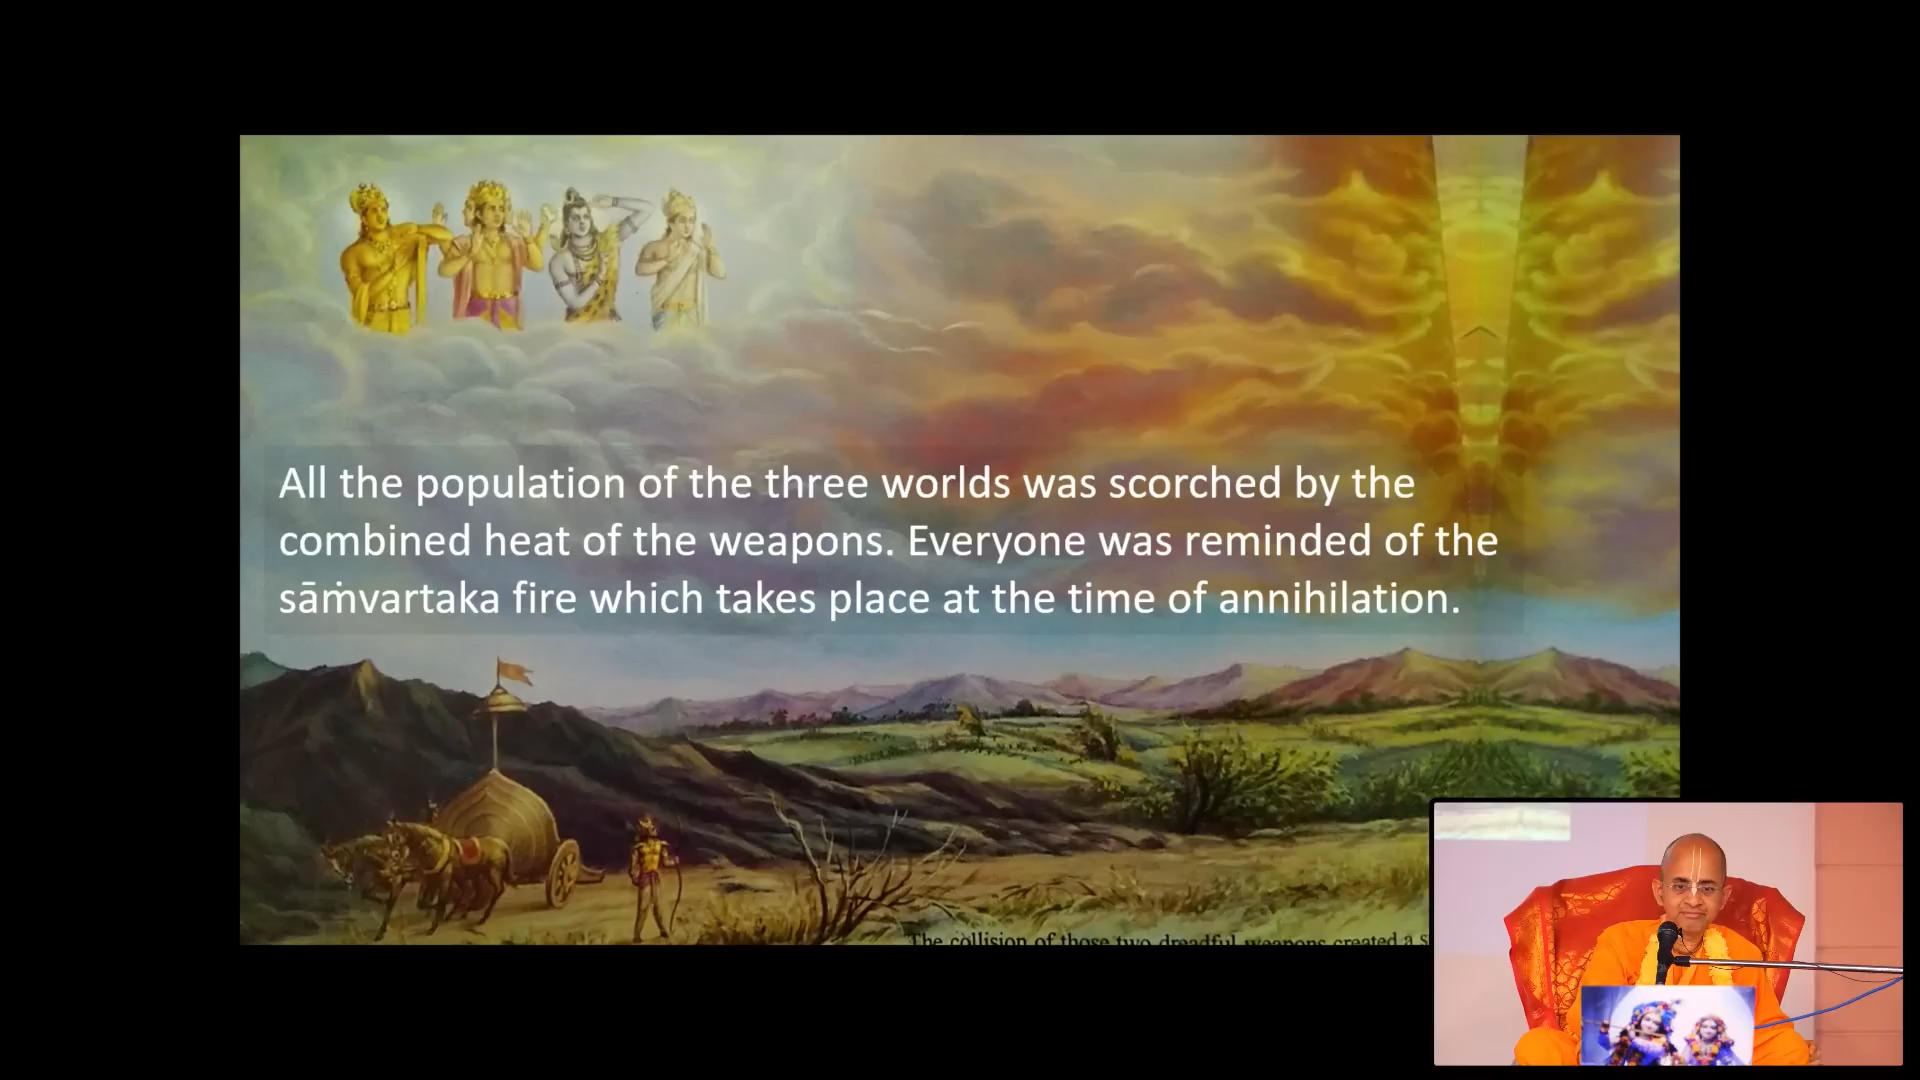 All the population of the three worlds was scorched by the
combined heat of the weapons. Everyone was reminded of the
sāṁvartaka fire which takes place at the time of annihilation.
The collision of those two dreadful weapons created a